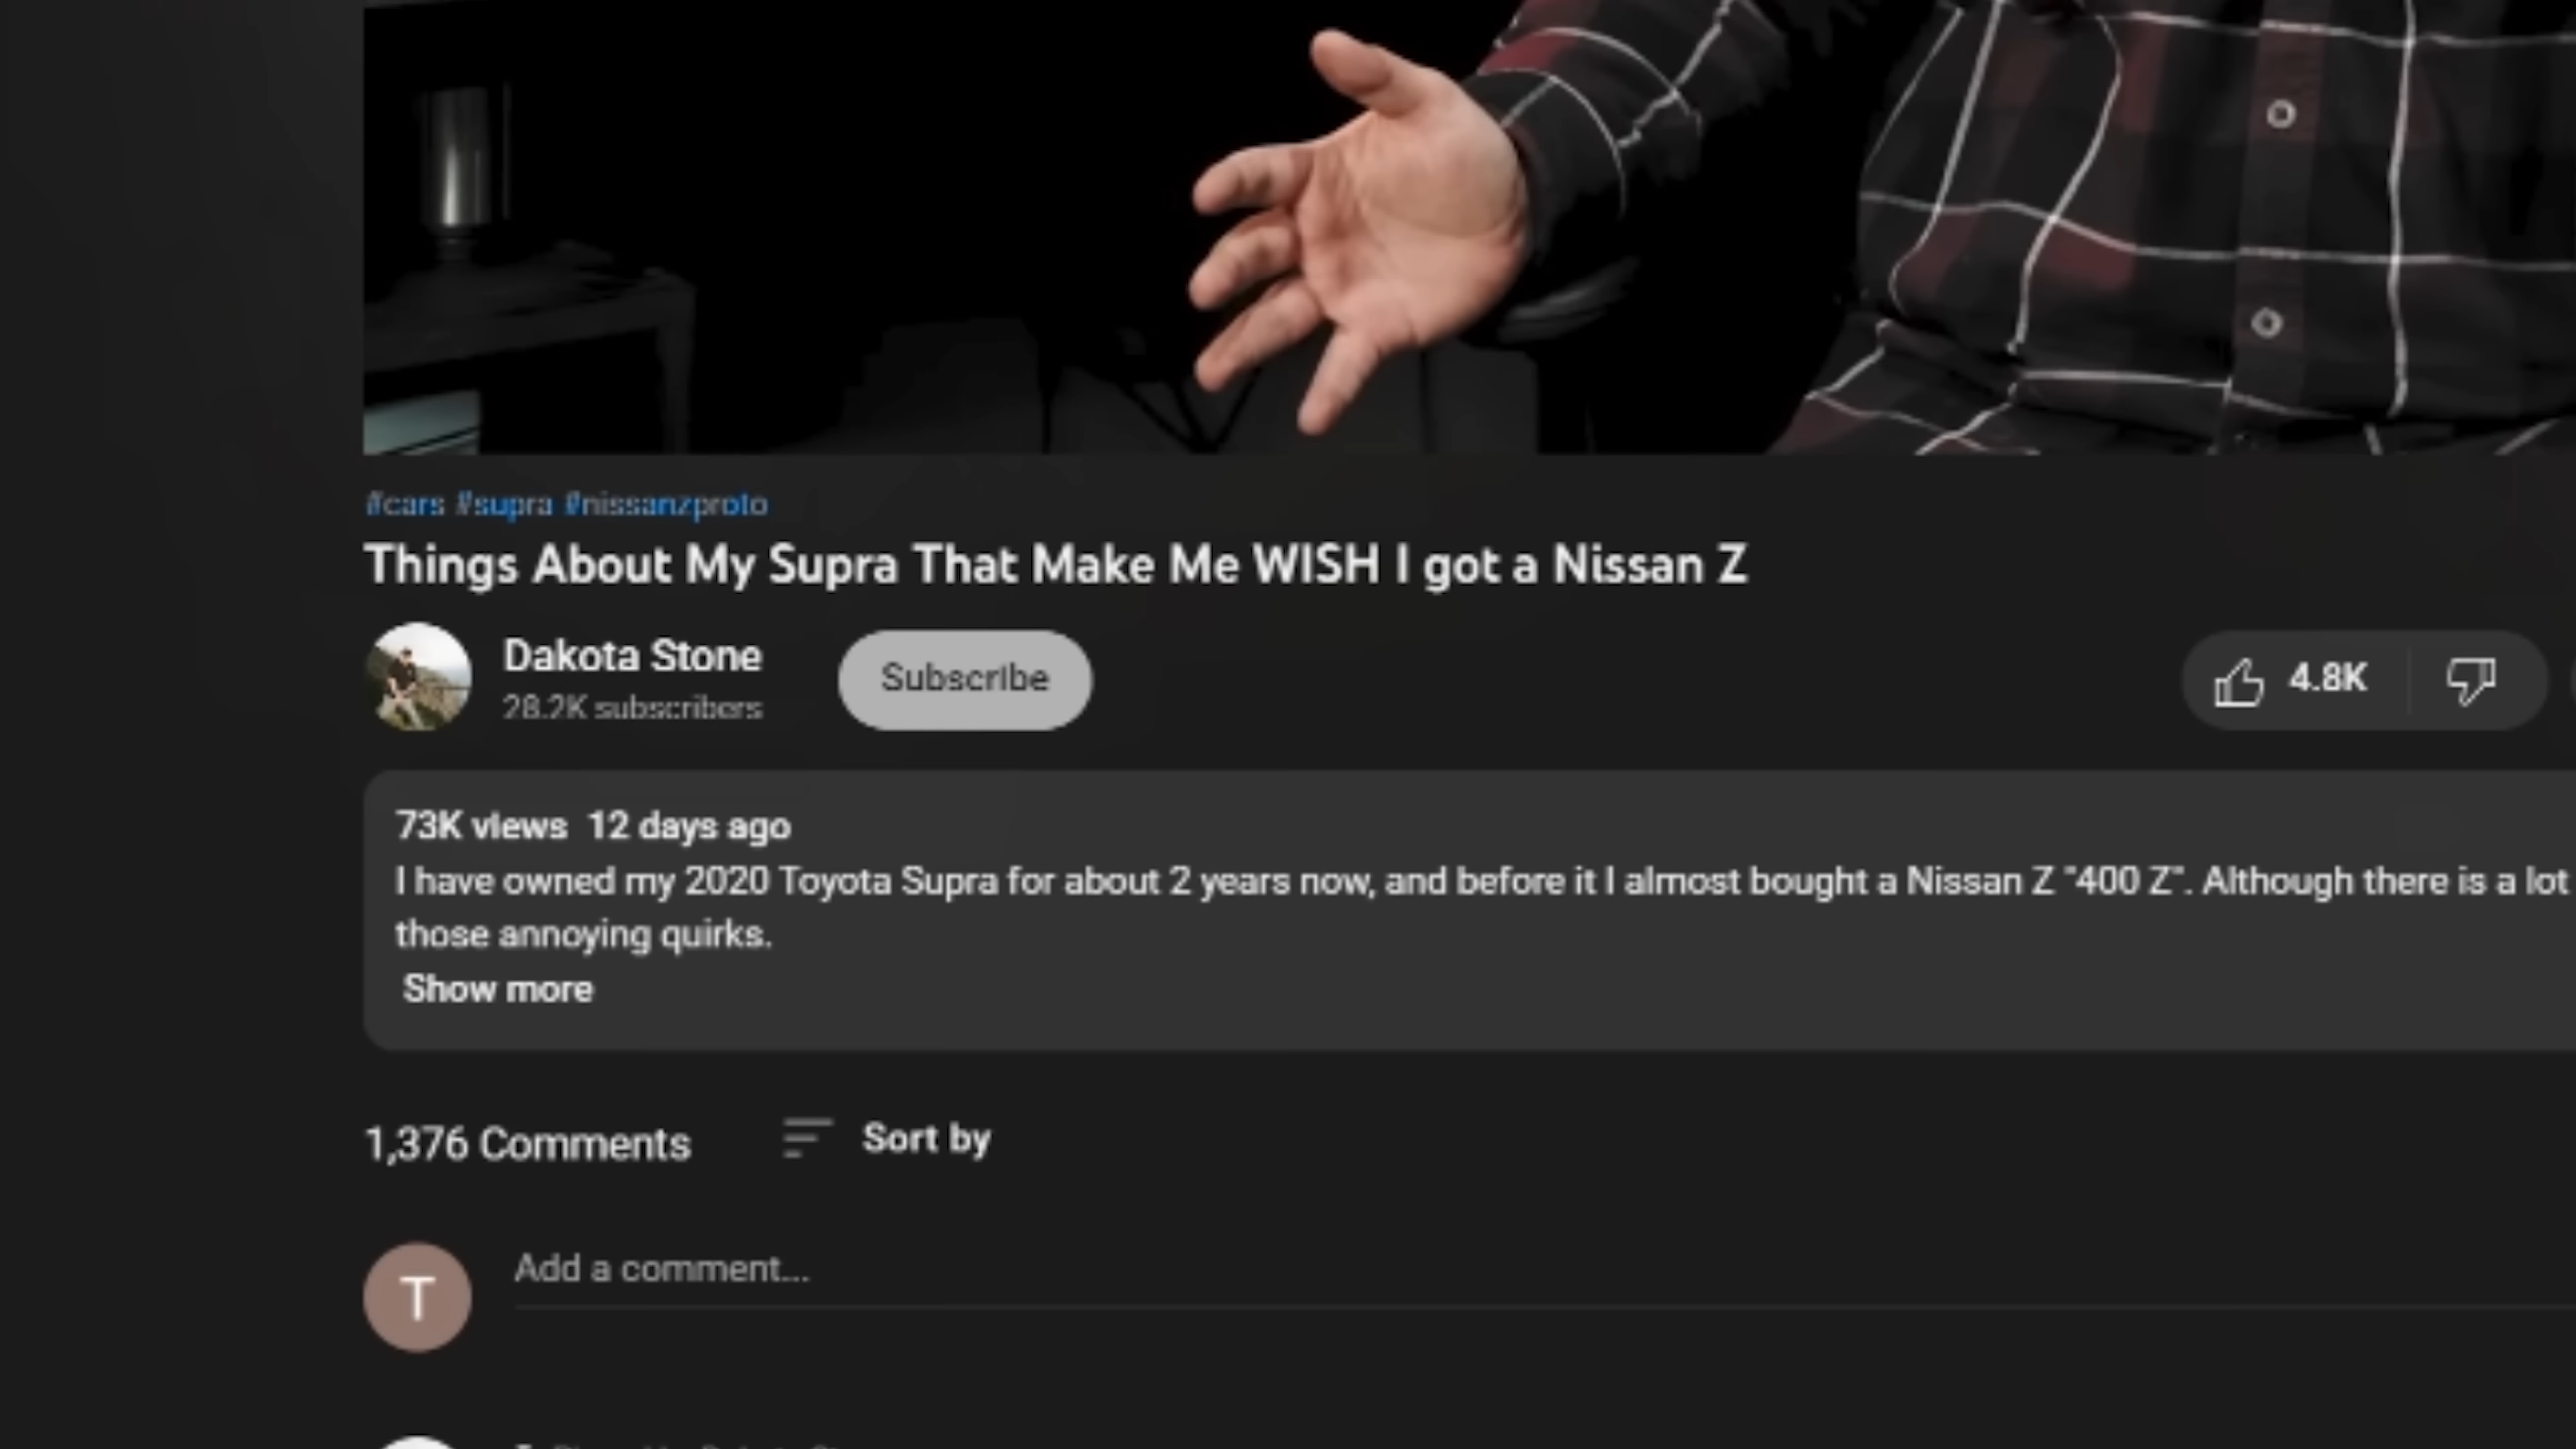 #cars #supra #nissanzproto
Things About My Supra That Make Me WISH I got a Nissan Z
Dakota Stone
28.2K subscribers
Subscribe
4.8K
73K views 12 days ago
I have owned my 2020 Toyota Supra for about 2 years now, and before it I almost bought a Nissan Z "400 Z". Although there is a lot
those annoying quirks.
Show more
1,376 Comments
Sort by
T
Add a comment...